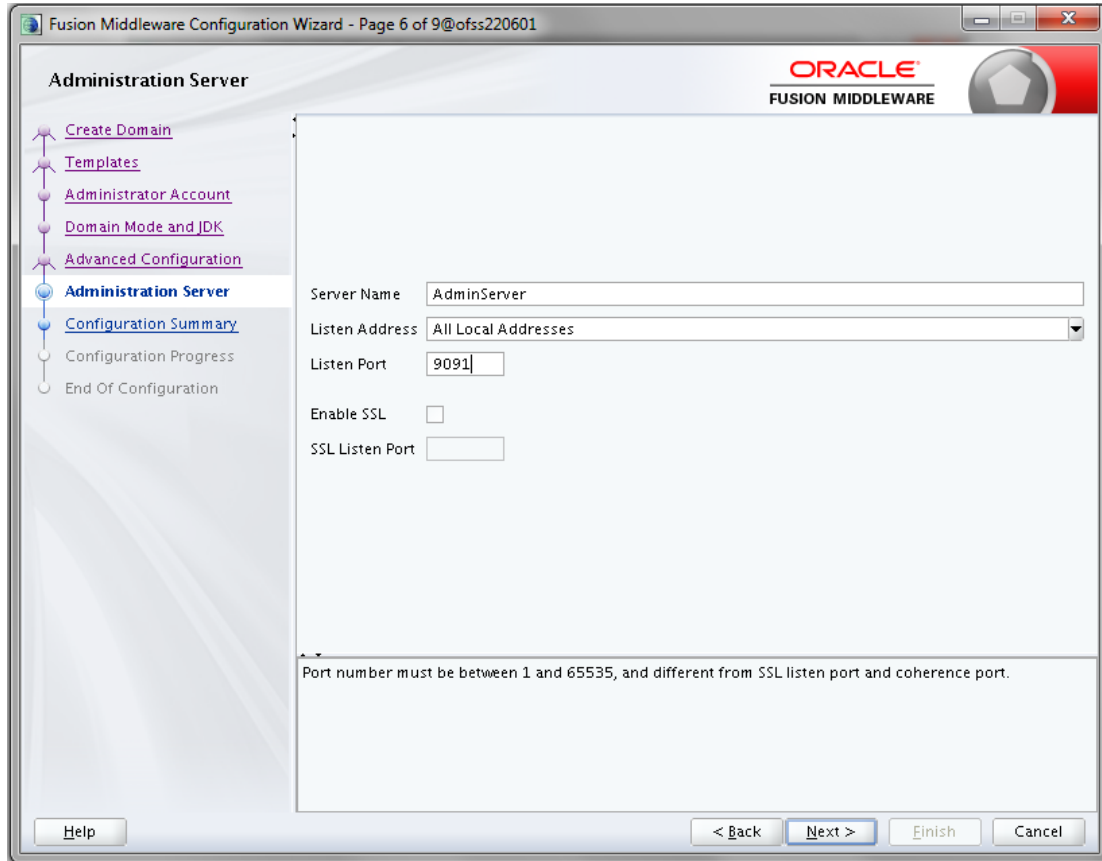 Fusion Middleware Configuration Wizard - Page 6 of 9@ofss220601
Administration Server
ORACLE
FUSION MIDDLEWARE
Create Domain
Templates
Administrator Account
Domain Mode and JDK
Advanced Configuration
Administration Server
Configuration Summary
Configuration Progress
End Of Configuration
Server Name AdminServer
Listen Address All Local Addresses
Listen Port 9091
Enable SSL
SSL Listen Port
Port number must be between 1 and 65535, and different from SSL listen port and coherence port.
Help < Back Next > Finish Cancel